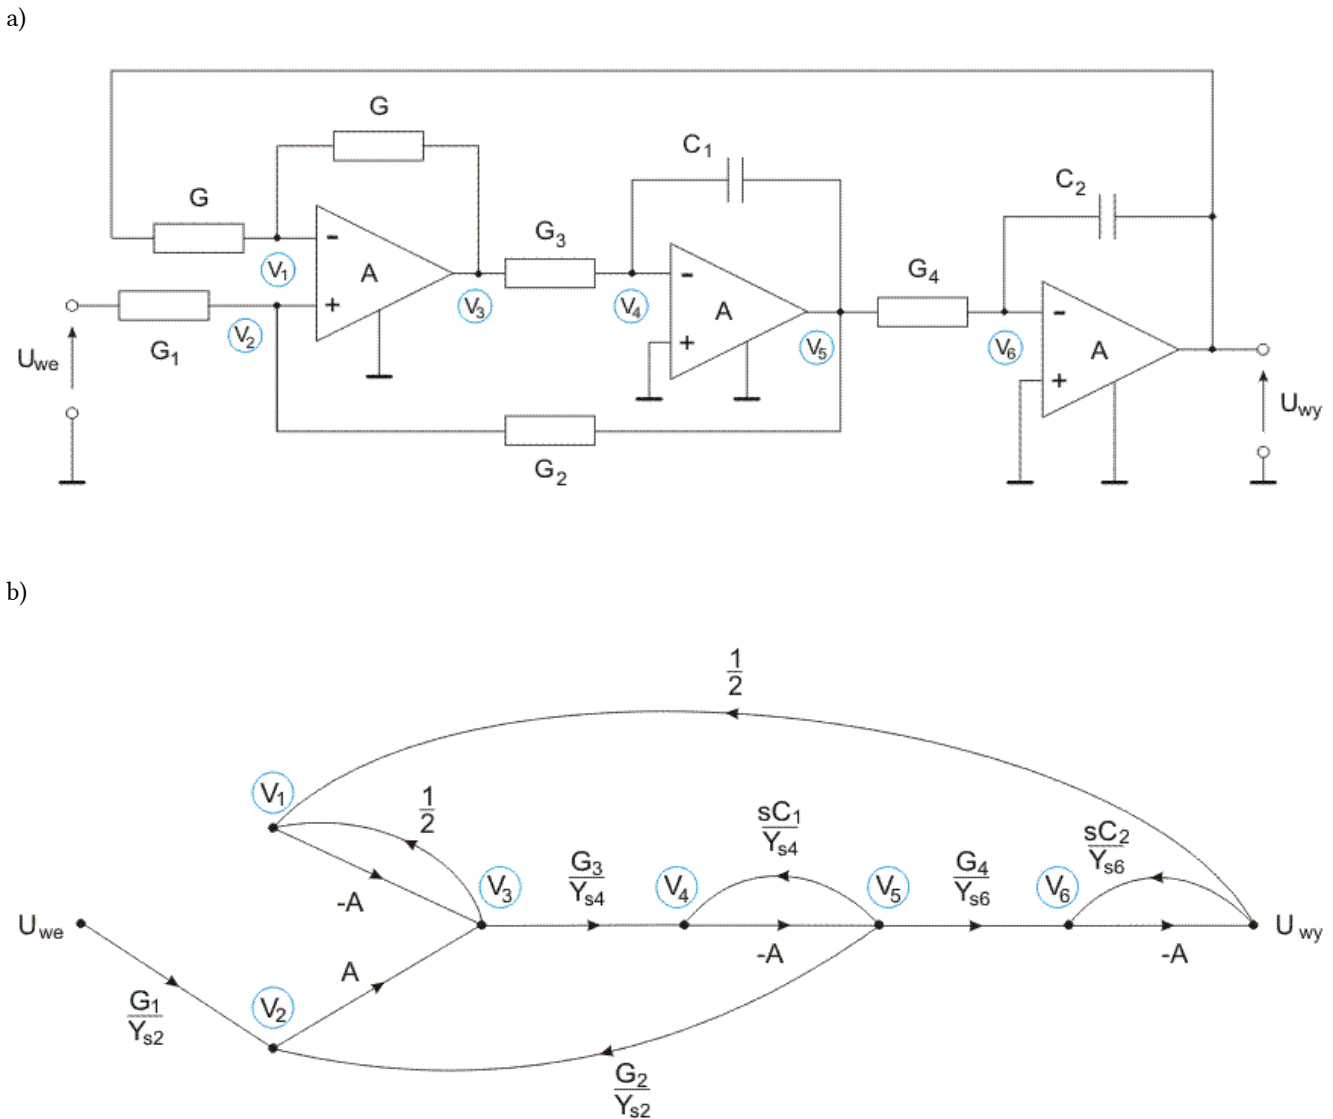 a)
G
G
C₁
C₂
G₃
G₄
G₁
G₂
V₁
V₂
V₃
V₄
V₅
V₆
-
+
A
-
+
A
-
+
A
Uwe
Uwy
b)
1
2
V₁
1
2
sC₁
Ys4
sC₂
Ys6
G₃
Ys4
G₄
Ys6
V₃
V₄
V₅
V₆
-A
-A
-A
Uwe
Uwy
A
G₁
Ys2
V₂
G₂
Ys2